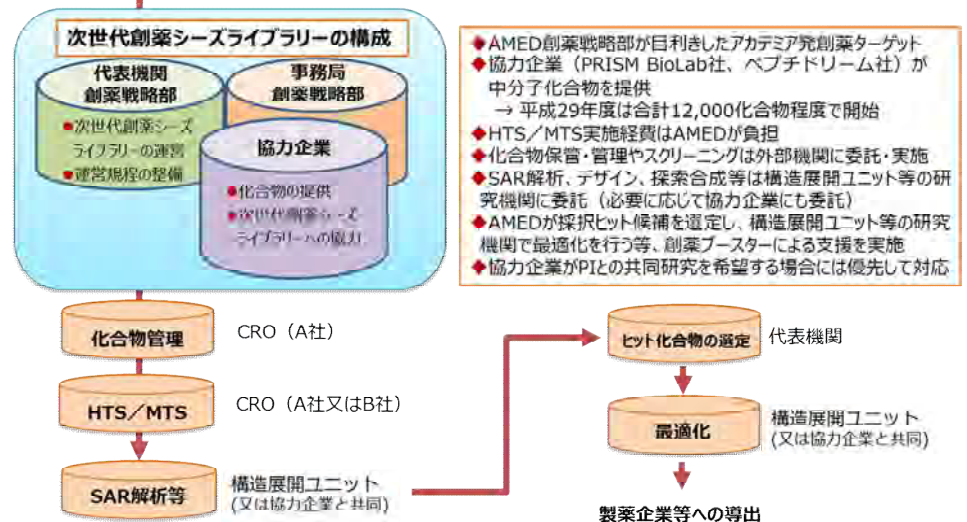 次世代創薬シーズライブラリーの構成
代表機関
創薬戦略部
●次世代創薬シーズ
ライブラリーの運営
●運営規程の整備
事務局
創薬戦略部
協力企業
●化合物の提供
●次世代創薬シーズ
ライブラリーへの協力
◆AMED創薬戦略部が目利きしたアカデミア発創薬ターゲット
◆協力企業（PRISM BioLab社、ペプチドリーム社）が
中分子化合物を提供
→ 平成29年度は合計12,000化合物程度で開始
◆HTS／MTS実施経費はAMEDが負担
◆化合物保管・管理やスクリーニングは外部機関に委託・実施
◆SAR解析、デザイン、探索合成等は構造展開ユニット等の研
究機関に委託（必要に応じて協力企業にも委託）
◆AMEDが採択ヒット候補を選定し、構造展開ユニット等の研究
機関で最適化を行う等、創薬ブースターによる支援を実施
◆協力企業がPIとの共同研究を希望する場合には優先して対応
化合物管理
CRO（A社）
HTS／MTS
CRO（A社又はB社）
SAR解析等
構造展開ユニット
(又は協力企業と共同)
ヒット化合物の選定
代表機関
最適化
構造展開ユニット
(又は協力企業と共同)
製薬企業等への導出